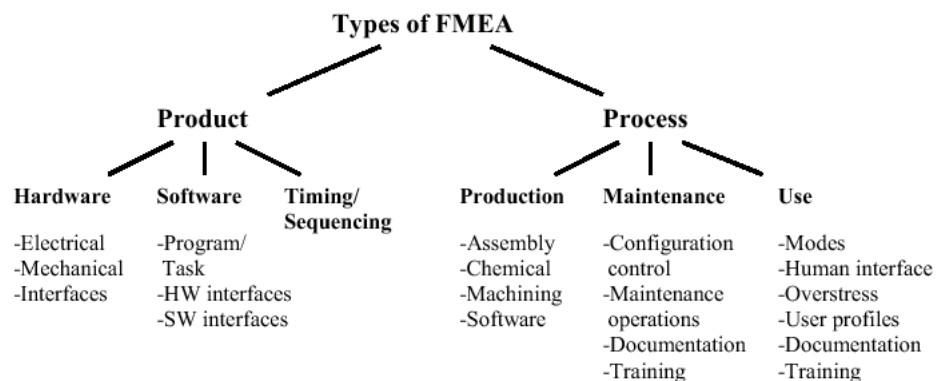 Types of FMEA
Product
Process
Hardware
-Electrical
-Mechanical
-Interfaces
Software
-Program/
Task
-HW interfaces
-SW interfaces
Timing/
Sequencing
Production
-Assembly
-Chemical
-Machining
-Software
Maintenance
-Configuration
control
-Maintenance
operations
-Documentation
-Training
Use
-Modes
-Human interface
-Overstress
-User profiles
-Documentation
-Training